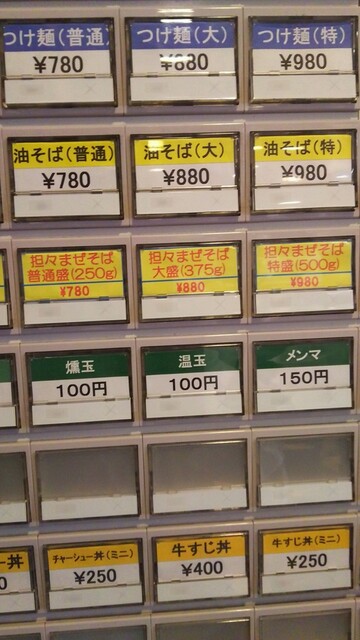 つけ麺(普通)
¥780
つけ麺(大)
¥880
つけ麺(特)
¥980
油そば(普通)
¥780
油そば(大)
¥880
油そば(特)
¥980
担々まぜそば
普通盛(250g)
¥780
担々まぜそば
大盛(375g)
¥880
担々まぜそば
特盛(500g)
¥980
燻玉
100円
温玉
100円
メンマ
150円
ー丼
0
チャーシュー丼(ミニ)
¥250
牛すじ丼
¥400
牛すじ丼(ミニ)
¥250